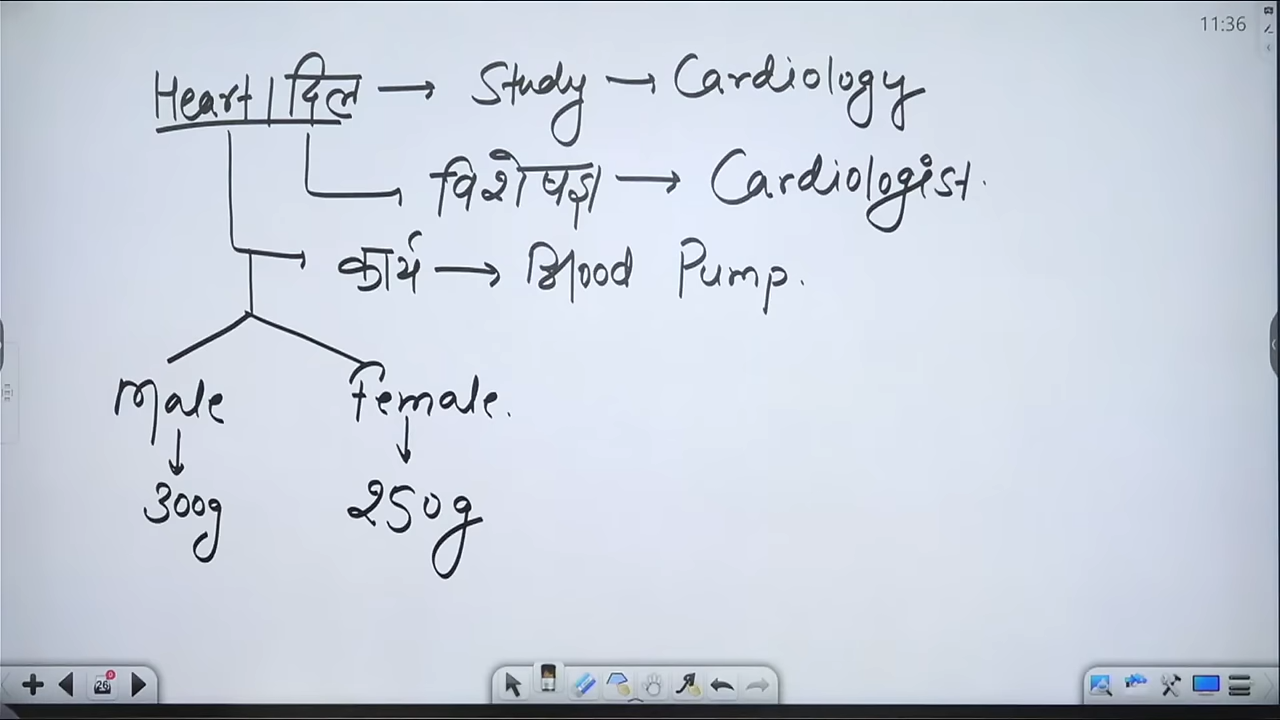 11:36
Heart | दिल → Study → Cardiology
विशेषज्ञ → Cardiologist.
कार्य → Blood Pump.
Male Female.
300g 250g
26